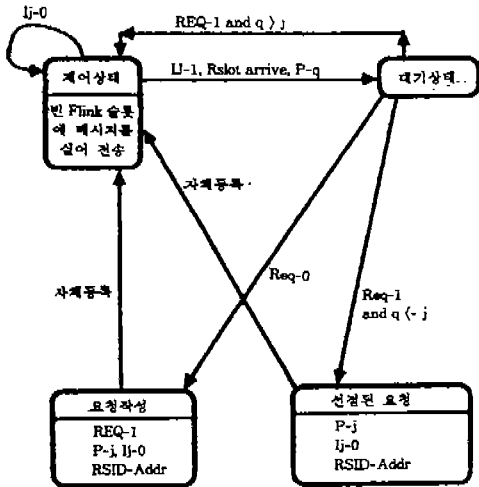 Ij-0
REQ-1 and q 〉 j
제어상태
IJ-1, Rslot arrive, P-q
대기상태..
빈 Flink 슬롯
에 메시지를
실어 전송
자체등록
Req-0
자체등록
Req-1
and q 〈- j
요청작성
REQ-1
P-j, Ij-0
RSID-Addr
선점된 요청
P-j
Ij-0
RSID-Addr